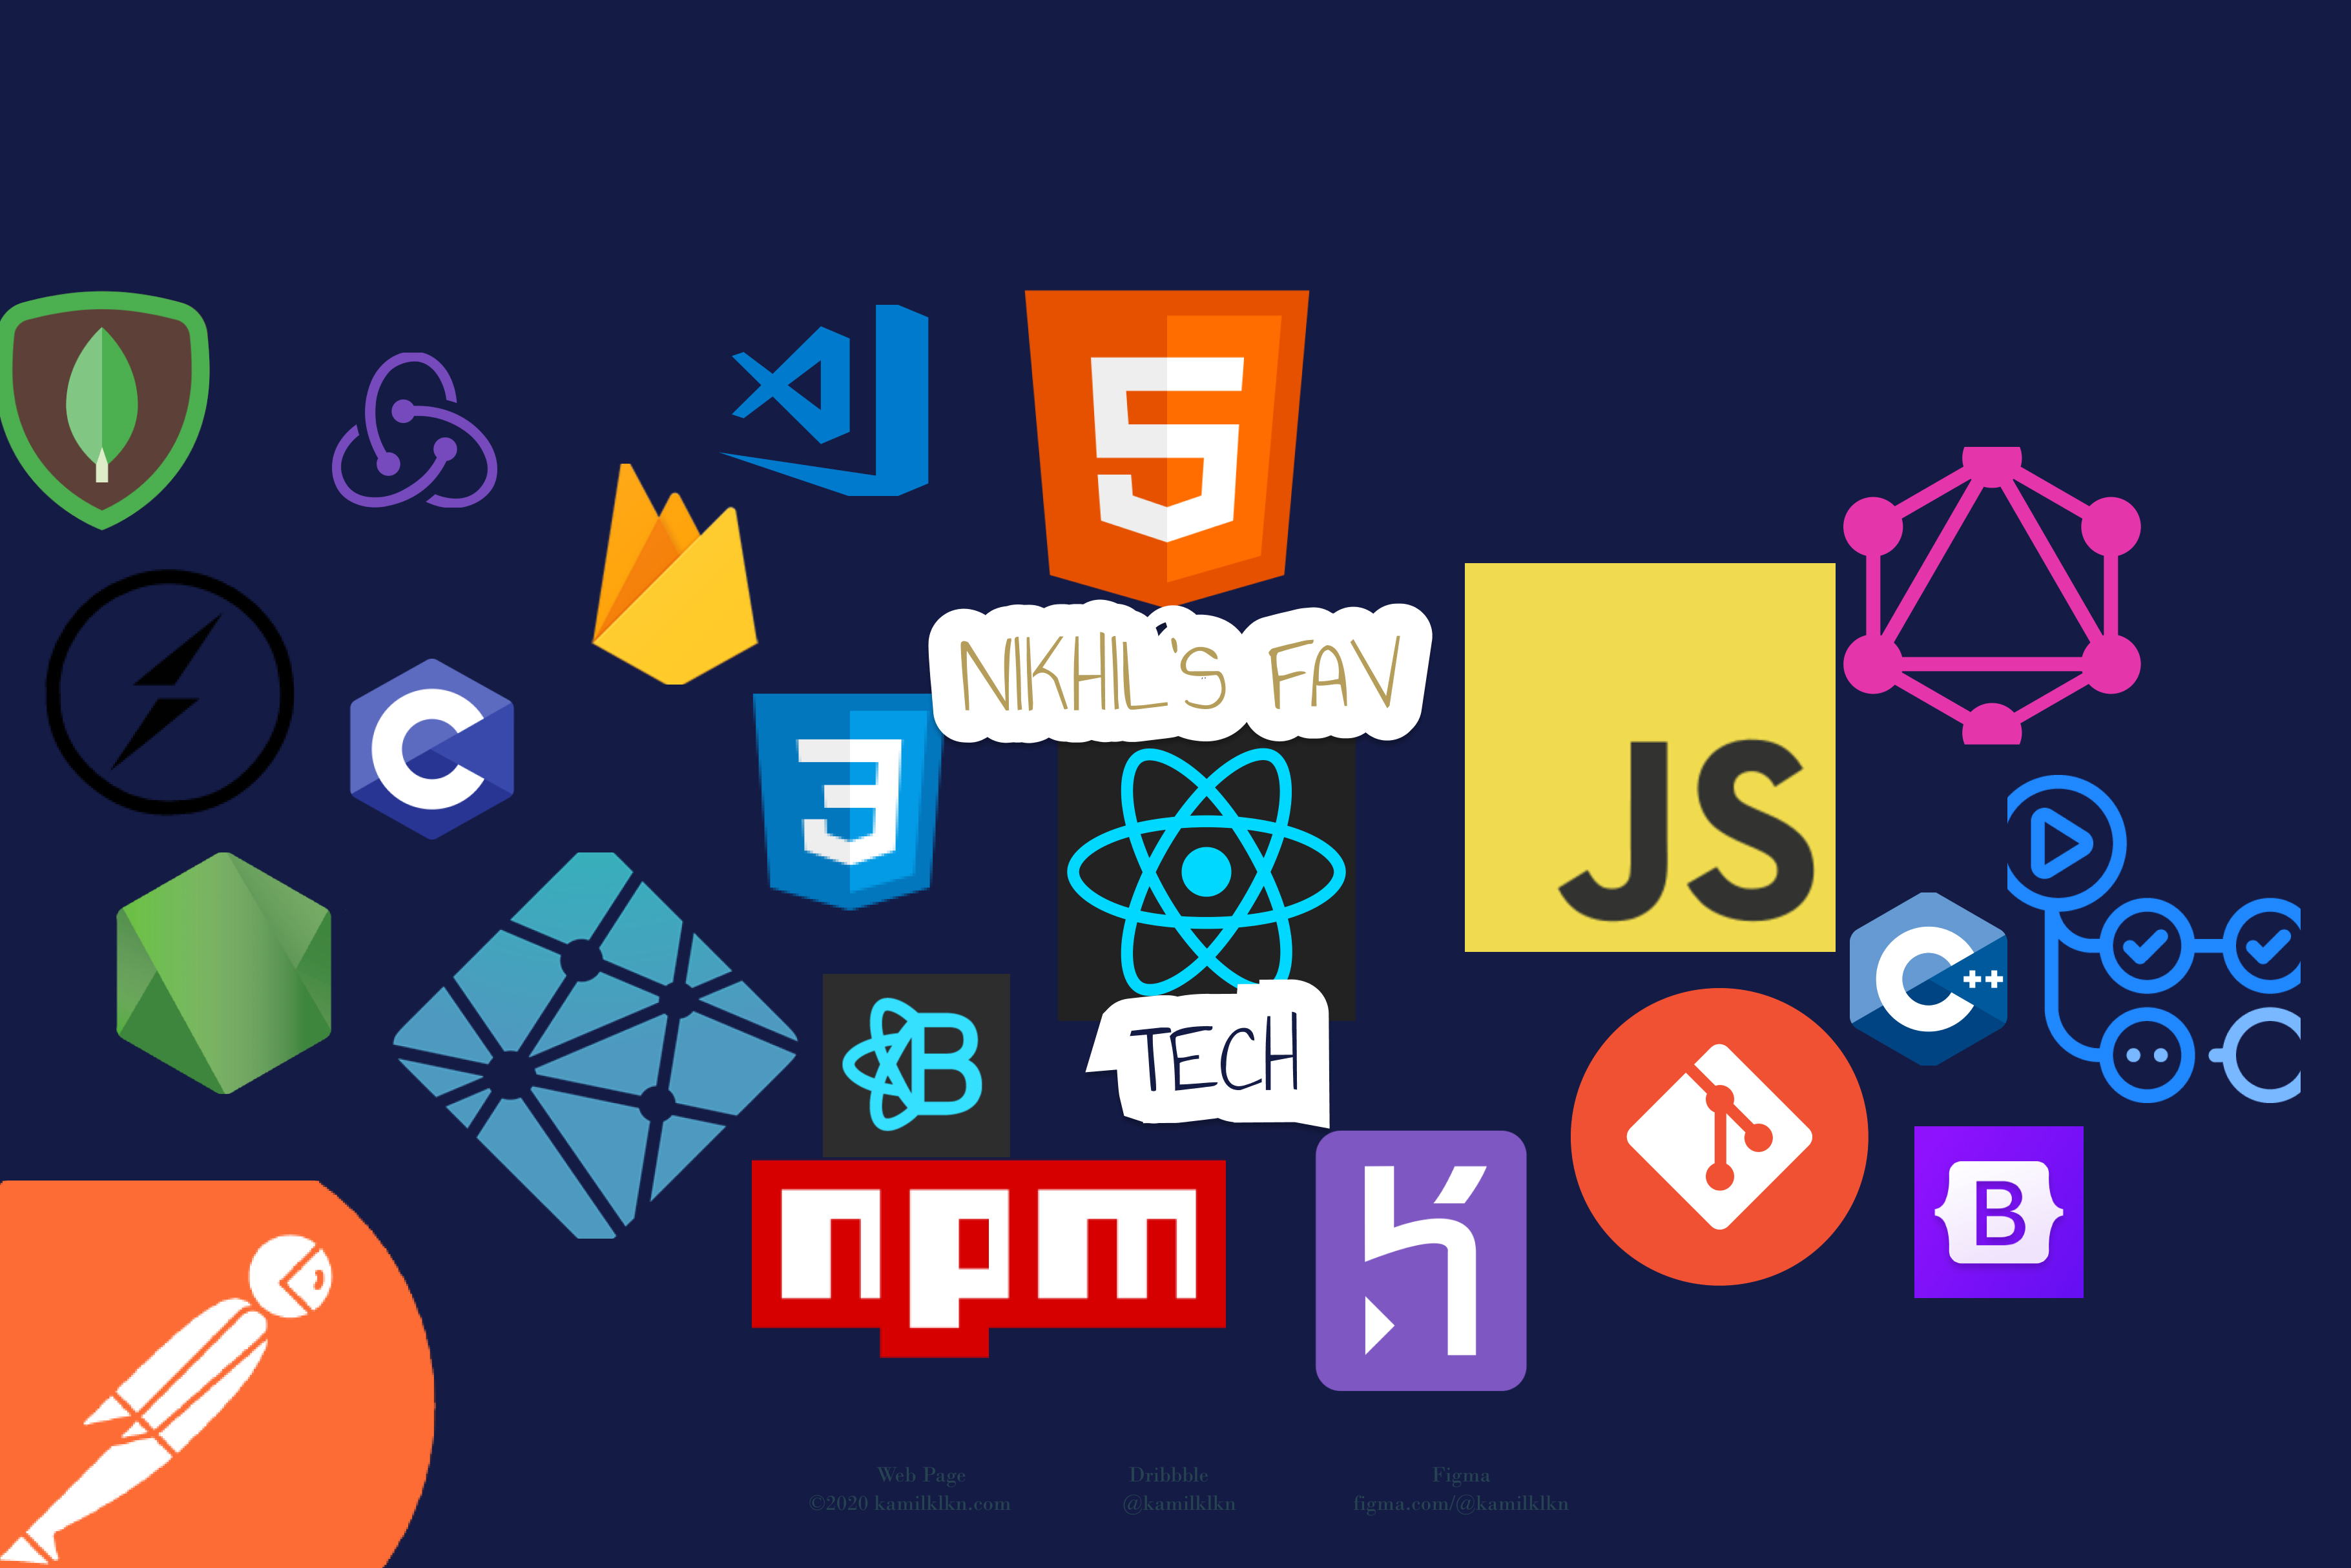 5
NIKHIL'S FAV
C
3
JS
C++
B
TECH
B
npm
Web Page
©2020 kamilklkn.com
Dribbble
@kamilklkn
Figma
figma.com/@kamilklkn